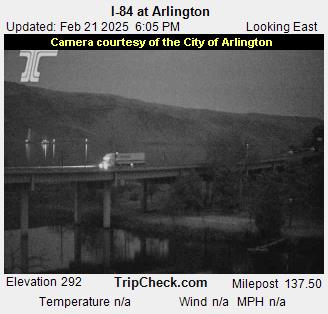 I-84 at Arlington
Updated: Feb 21 2025 6:05 PM Looking East
Camera courtesy of the City of Arlington
Elevation 292 TripCheck.com Milepost 137.50
Temperature n/a Wind n/a MPH n/a